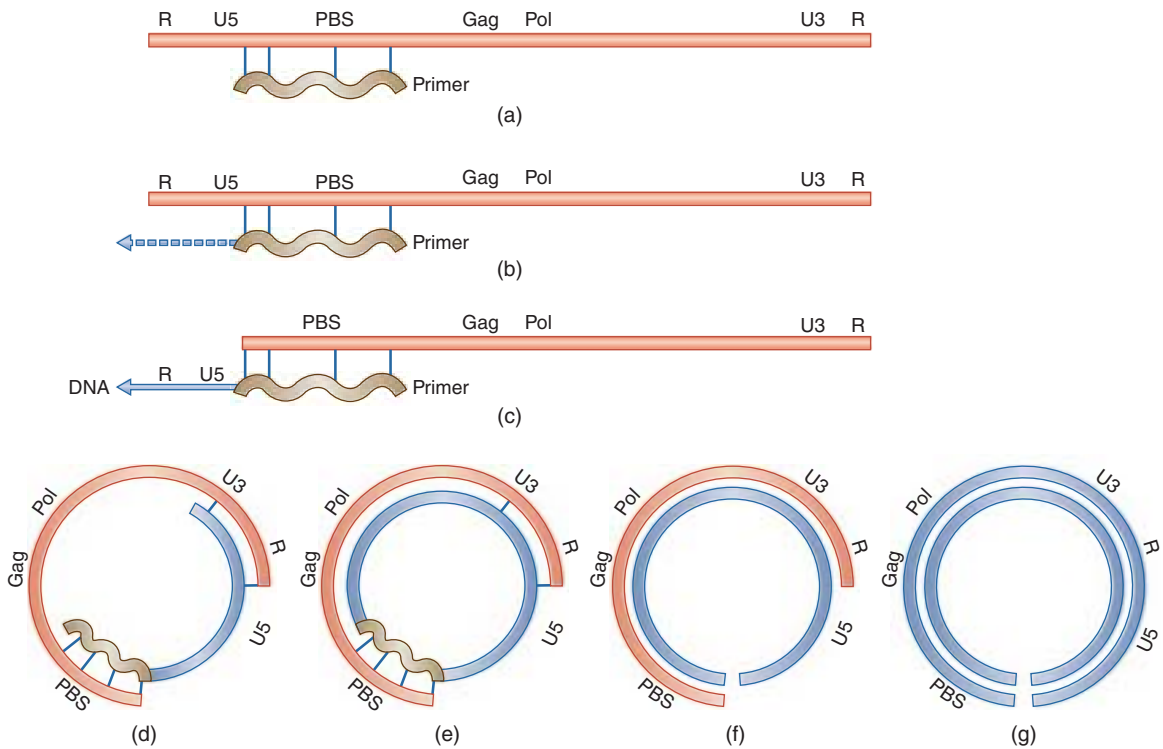 R U5 PBS Gag Pol U3 R
Primer
(a)
R U5 PBS Gag Pol U3 R
Primer
(b)
PBS Gag Pol U3 R
DNA R U5 Primer
(c)
Pol U3 R U5 PBS Gag
(d)
Pol U3 R U5 PBS Gag
(e)
Pol U3 R U5 PBS Gag
(f)
Pol U3 R U5 PBS Gag
(g)